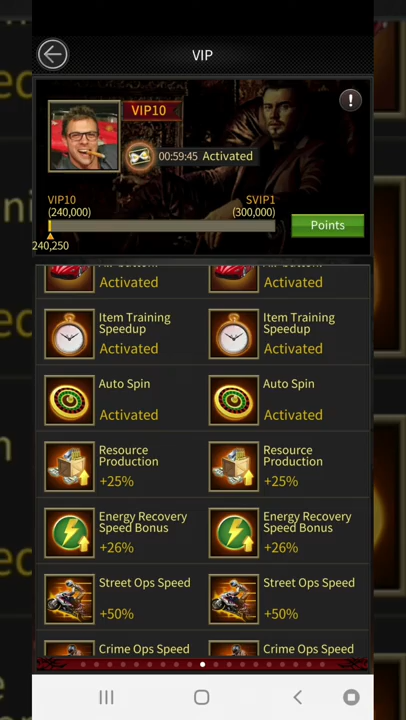 VIP
VIP10
00:59:45 Activated
VIP10
(240,000)
SVIP1
(300,000)
Points
240,250
Activated
Activated
Item Training
Speedup
Activated
Item Training
Speedup
Activated
Auto Spin
Activated
Auto Spin
Activated
Resource
Production
+25%
Resource
Production
+25%
Energy Recovery
Speed Bonus
+26%
Energy Recovery
Speed Bonus
+26%
Street Ops Speed
+50%
Street Ops Speed
+50%
Crime Ops Speed
Crime Ops Speed